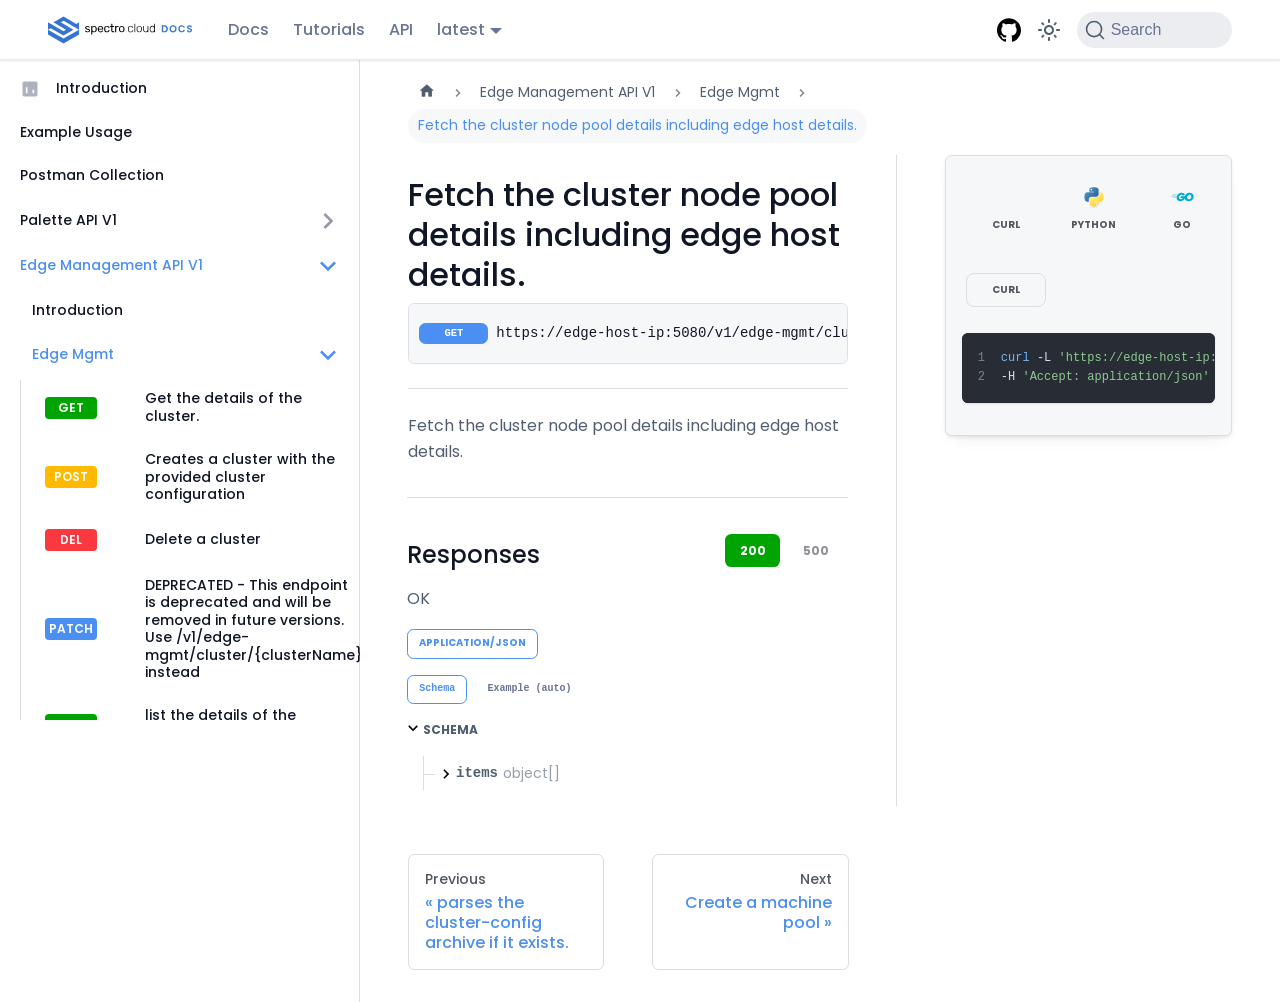 spectro cloud DOCS
Docs
Tutorials
API
latest
Search
Introduction
Example Usage
Postman Collection
Palette API V1
Edge Management API V1
Introduction
Edge Mgmt
GET
Get the details of the
cluster.
POST
Creates a cluster with the
provided cluster
configuration
DEL
Delete a cluster
PATCH
DEPRECATED - This endpoint
is deprecated and will be
removed in future versions.
Use /v1/edge-
mgmt/cluster/{clusterName}
instead
list the details of the
Edge Management API V1
Edge Mgmt
Fetch the cluster node pool details including edge host details.
Fetch the cluster node pool
details including edge host
details.
GET
https://edge-host-ip:5080/v1/edge-mgmt/clu
Fetch the cluster node pool details including edge host
details.
Responses
200
500
OK
APPLICATION/JSON
Schema
Example (auto)
SCHEMA
items object[]
Previous
« parses the
cluster-config
archive if it exists.
Next
Create a machine
pool »
CURL
PYTHON
GO
CURL
1 curl -L 'https://edge-host-ip:
2 -H 'Accept: application/json'